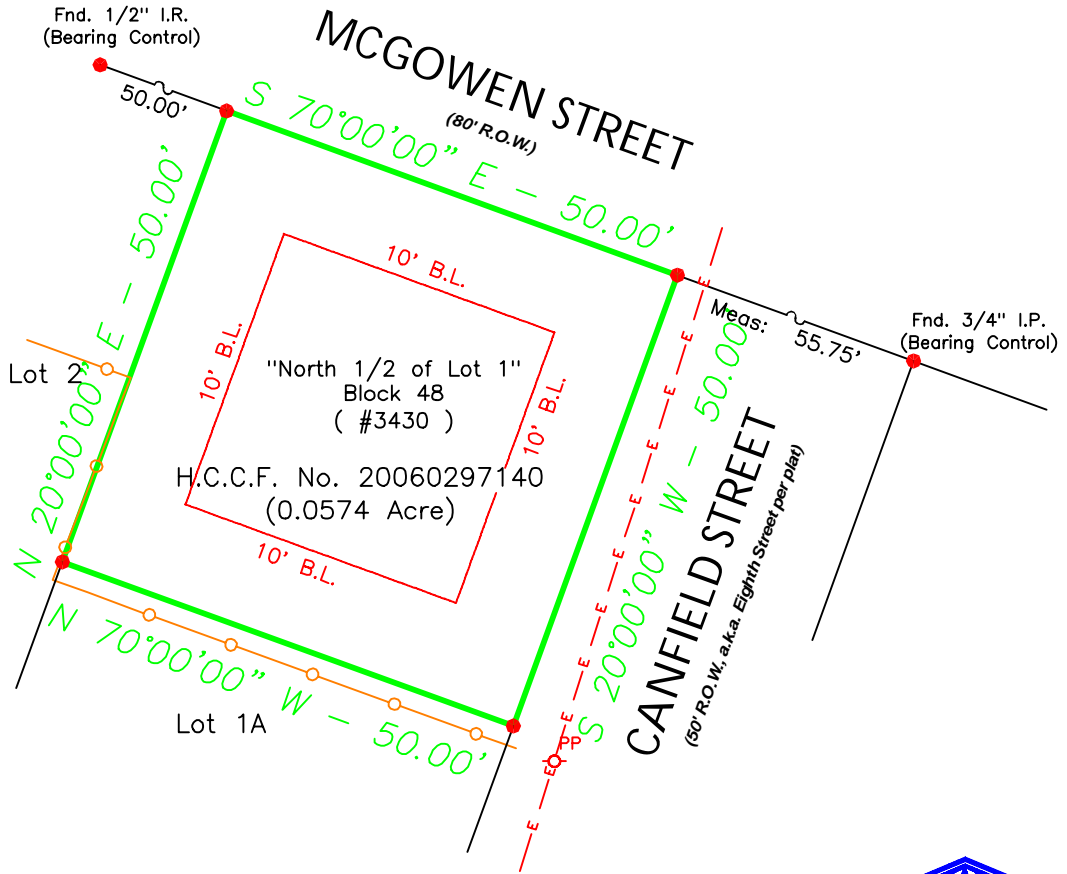 Fnd. 1/2" I.R.
(Bearing Control)
50.00'
MCGOWEN STREET
(80' R.O.W.)
S 70°00'00" E – 50.00'
N 20°00'00" E – 50.00'
10' B.L.
10' B.L.
10' B.L.
10' B.L.
"North 1/2 of Lot 1"
Block 48
( #3430 )
H.C.C.F. No. 20060297140
(0.0574 Acre)
Lot 2
Meas: 55.75'
Fnd. 3/4" I.P.
(Bearing Control)
S 20°00'00" W – 50.00'
CANFIELD STREET
(50' R.O.W., a.k.a. Eighth Street per plat)
E
E
E
E
E
E
E
E
E
PP
N 70°00'00" W – 50.00'
Lot 1A